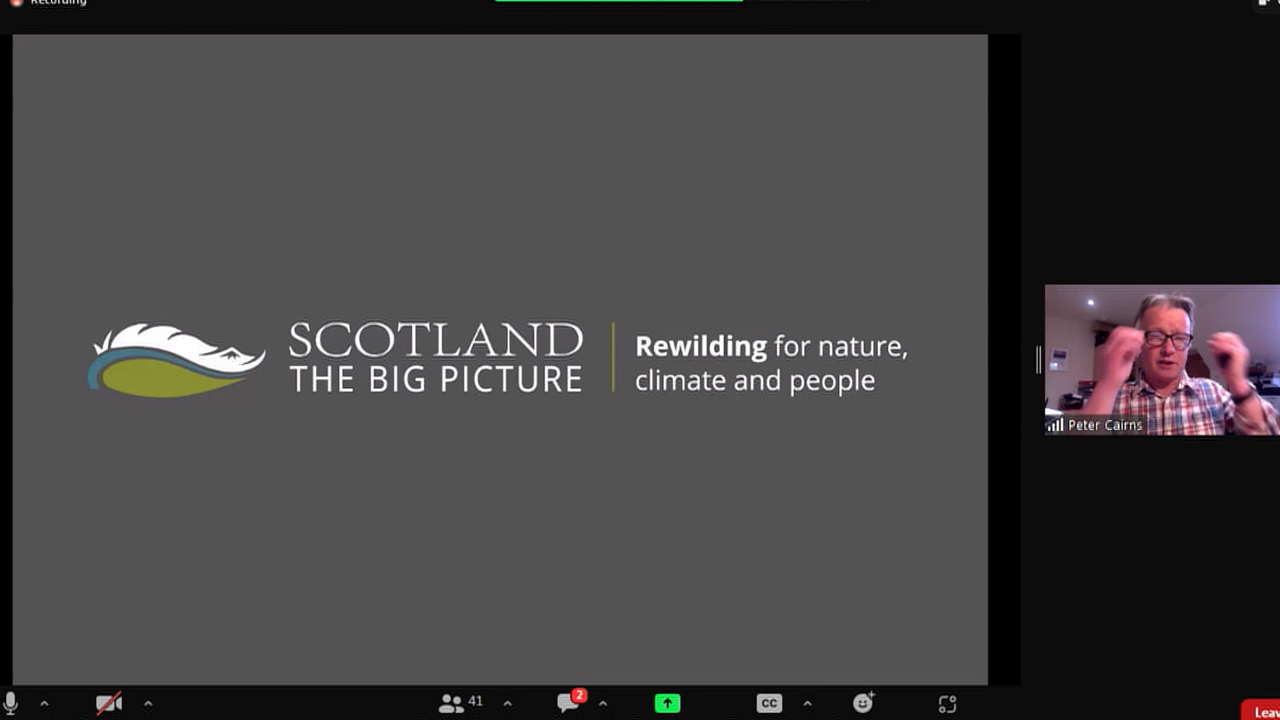 Recording
SCOTLAND
THE BIG PICTURE
Rewilding for nature,
climate and people
Peter Cairns
41
2
CC
Leav